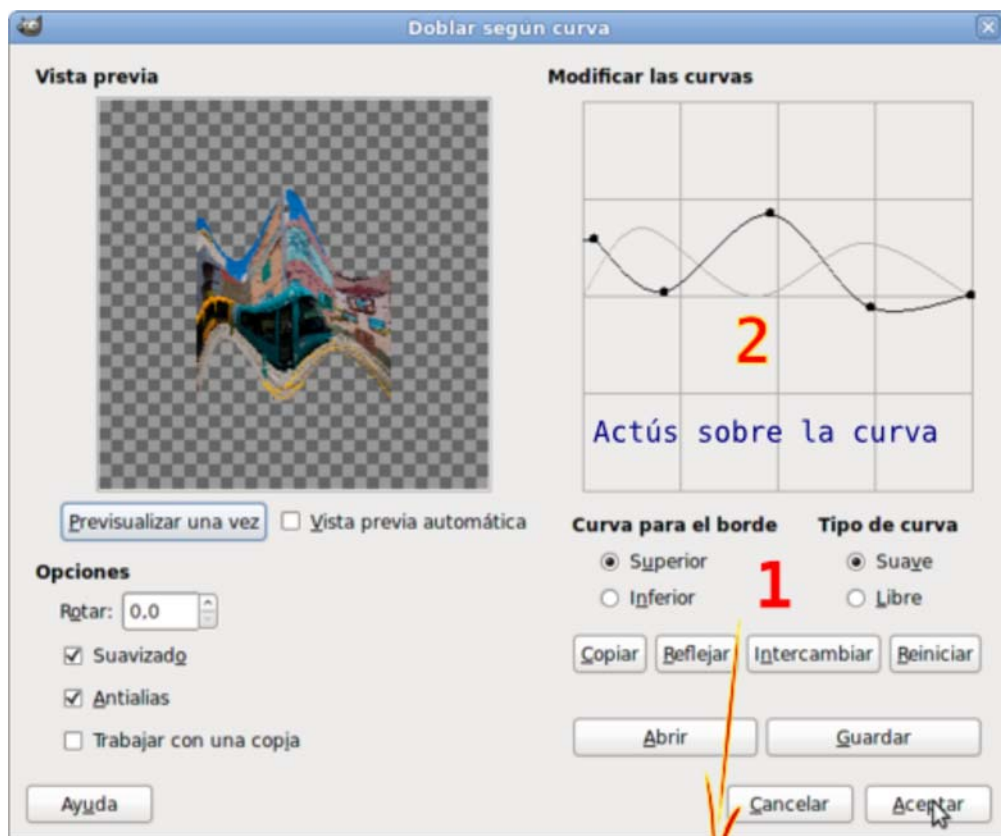 Doblar según curva
Vista previa
Modificar las curvas
2
Actús sobre la curva
Previsualizar una vez
Vista previa automática
Curva para el borde
Tipo de curva
Opciones
Superior
Suave
1
Rotar: 0,0
Inferior
Libre
Suavizado
Copiar
Reflejar
Intercambiar
Reiniciar
Antialias
Trabajar con una copia
Abrir
Guardar
Ayuda
Cancelar
Aceptar